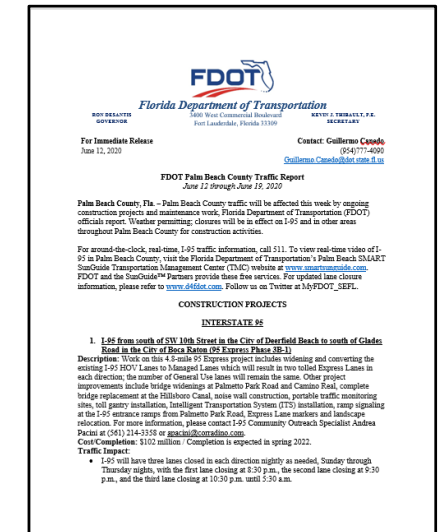 FDOT
Florida Department of Transportation
RON DESANTIS
GOVERNOR
3400 West Commercial Boulevard
Fort Lauderdale, Florida 33309
KEVIN J. THIBAULT, P.E.
SECRETARY
For Immediate Release
June 12, 2020
Contact: Guillermo Canedo
(954)777-4090
Guillermo.Canedo@dot.state.fl.us
FDOT Palm Beach County Traffic Report
June 12 through June 19, 2020
Palm Beach County, Fla. – Palm Beach County traffic will be affected this week by ongoing
construction projects and maintenance work, Florida Department of Transportation (FDOT)
officials report. Weather permitting; closures will be in effect on I-95 and in other areas
throughout Palm Beach County for construction activities.
For around-the-clock, real-time, I-95 traffic information, call 511. To view real-time video of I-
95 in Palm Beach County, visit the Florida Department of Transportation's Palm Beach SMART
SunGuide Transportation Management Center (TMC) website at www.smartsunguide.com.
FDOT and the SunGuide™ Partners provide these free services. For updated lane closure
information, please refer to www.d4fdot.com. Follow us on Twitter at MyFDOT_SEFL.
CONSTRUCTION PROJECTS
INTERSTATE 95
1. I-95 from south of SW 10th Street in the City of Deerfield Beach to south of Glades
Road in the City of Boca Raton (95 Express Phase 3B-1)
Description: Work on this 4.8-mile 95 Express project includes widening and converting the
existing I-95 HOV Lanes to Managed Lanes which will result in two tolled Express Lanes in
each direction; the number of General Use lanes will remain the same. Other project
improvements include bridge widenings at Palmetto Park Road and Camino Real, complete
bridge replacement at the Hillsboro Canal, noise wall construction, portable traffic monitoring
sites, toll gantry installation, Intelligent Transportation System (ITS) installation, ramp signaling
at the I-95 entrance ramps from Palmetto Park Road, Express Lane markers and landscape
relocation. For more information, please contact I-95 Community Outreach Specialist Andrea
Pacini at (561) 214-3358 or apacini@corradino.com.
Cost/Completion: $102 million / Completion is expected in spring 2022.
Traffic Impact:
• I-95 will have three lanes closed in each direction nightly as needed, Sunday through
Thursday nights, with the first lane closing at 8:30 p.m., the second lane closing at 9:30
p.m., and the third lane closing at 10:30 p.m. until 5:30 a.m.